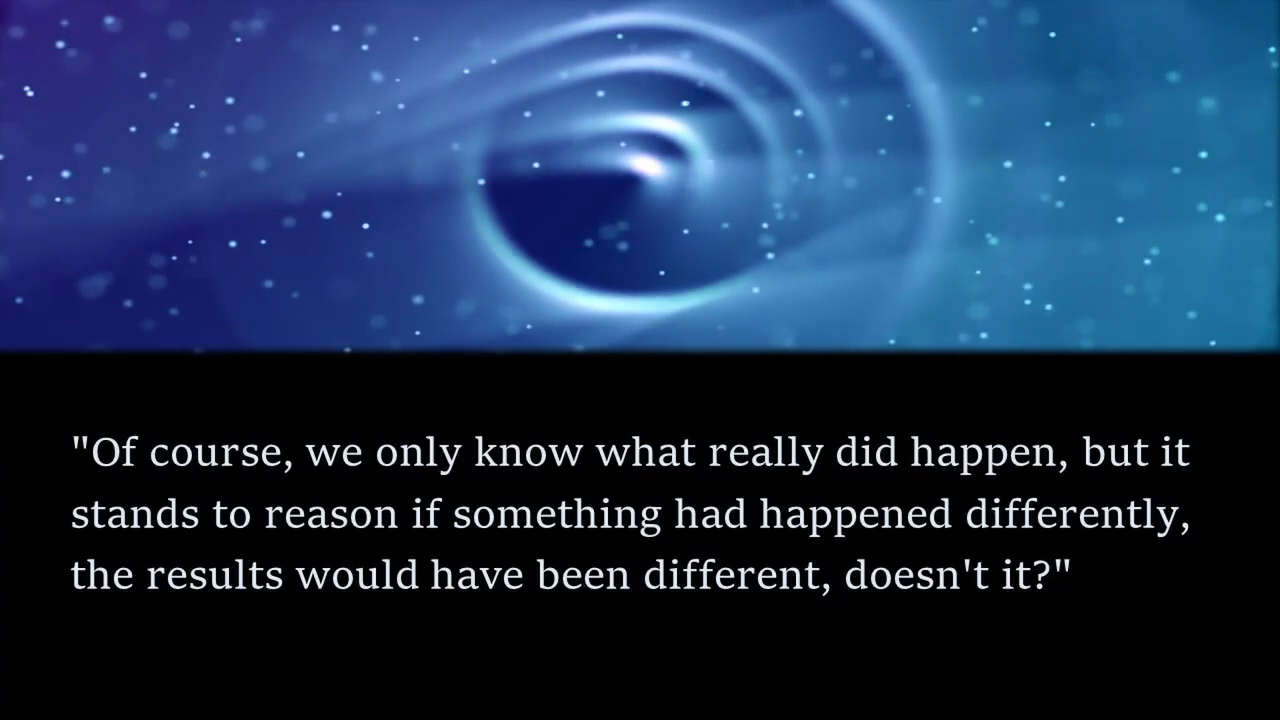 "Of course, we only know what really did happen, but it
stands to reason if something had happened differently,
the results would have been different, doesn't it?"